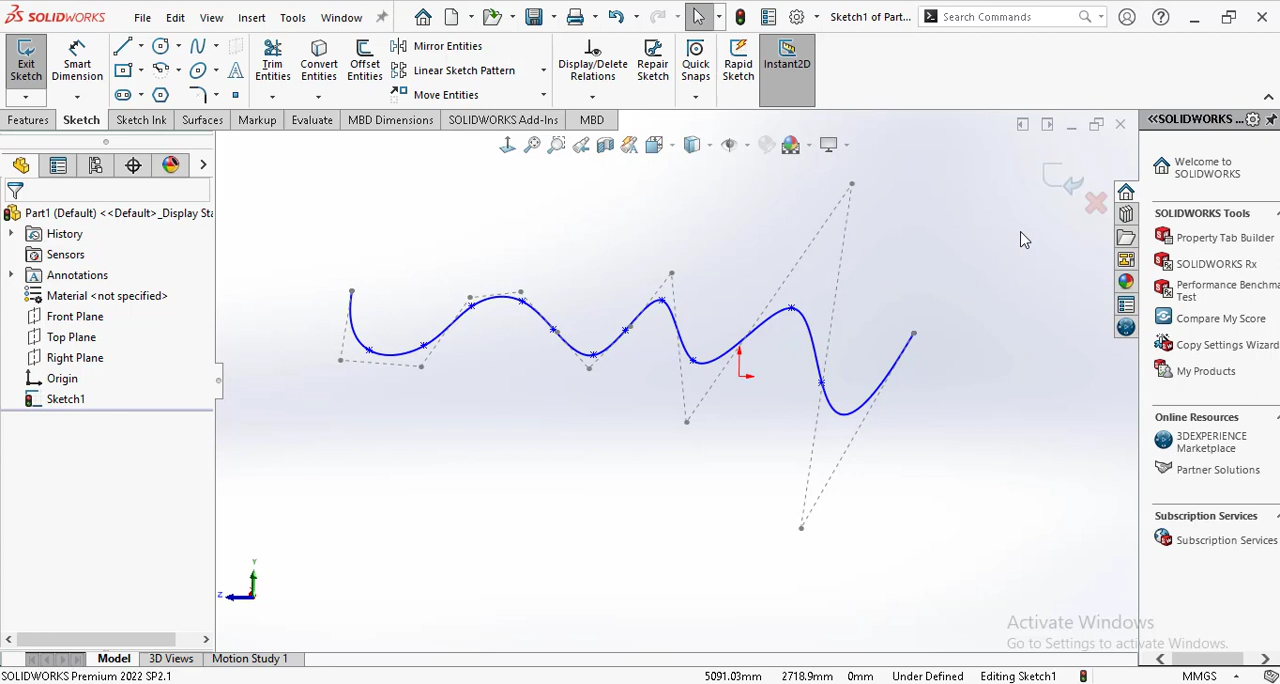 SOLIDWORKS File Edit View Insert Tools Window Sketch1 of Part... Search Commands
Exit Sketch
Smart Dimension
Trim Entities
Convert Entities
Offset Entities
Mirror Entities
Linear Sketch Pattern
Move Entities
Display/Delete Relations
Repair Sketch
Quick Snaps
Rapid Sketch
Instant2D
Features Sketch Sketch Ink Surfaces Markup Evaluate MBD Dimensions SOLIDWORKS Add-Ins MBD
Part1 (Default) <<Default>_Display Sta
History
Sensors
Annotations
Material <not specified>
Front Plane
Top Plane
Right Plane
Origin
Sketch1
Y
Z
<<SOLIDWORKS ...
Welcome to
SOLIDWORKS
SOLIDWORKS Tools
Property Tab Builder
SOLIDWORKS Rx
Performance Benchma
Test
Compare My Score
Copy Settings Wizard
My Products
Online Resources
3DEXPERIENCE
Marketplace
Partner Solutions
Subscription Services
Subscription Services
Activate Windows
Go to Settings to activate Windows.
Model 3D Views Motion Study 1
SOLIDWORKS Premium 2022 SP2.1 5091.03mm 2718.9mm 0mm Under Defined Editing Sketch1 MMGS